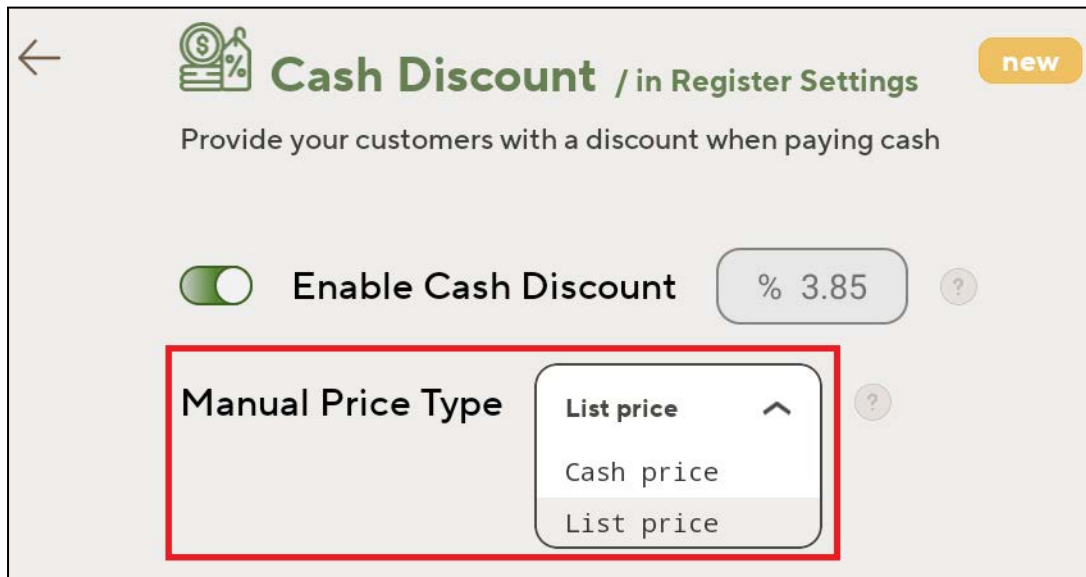 Cash Discount / in Register Settings new
Provide your customers with a discount when paying cash
Enable Cash Discount % 3.85 ?
Manual Price Type List price ?
Cash price
List price